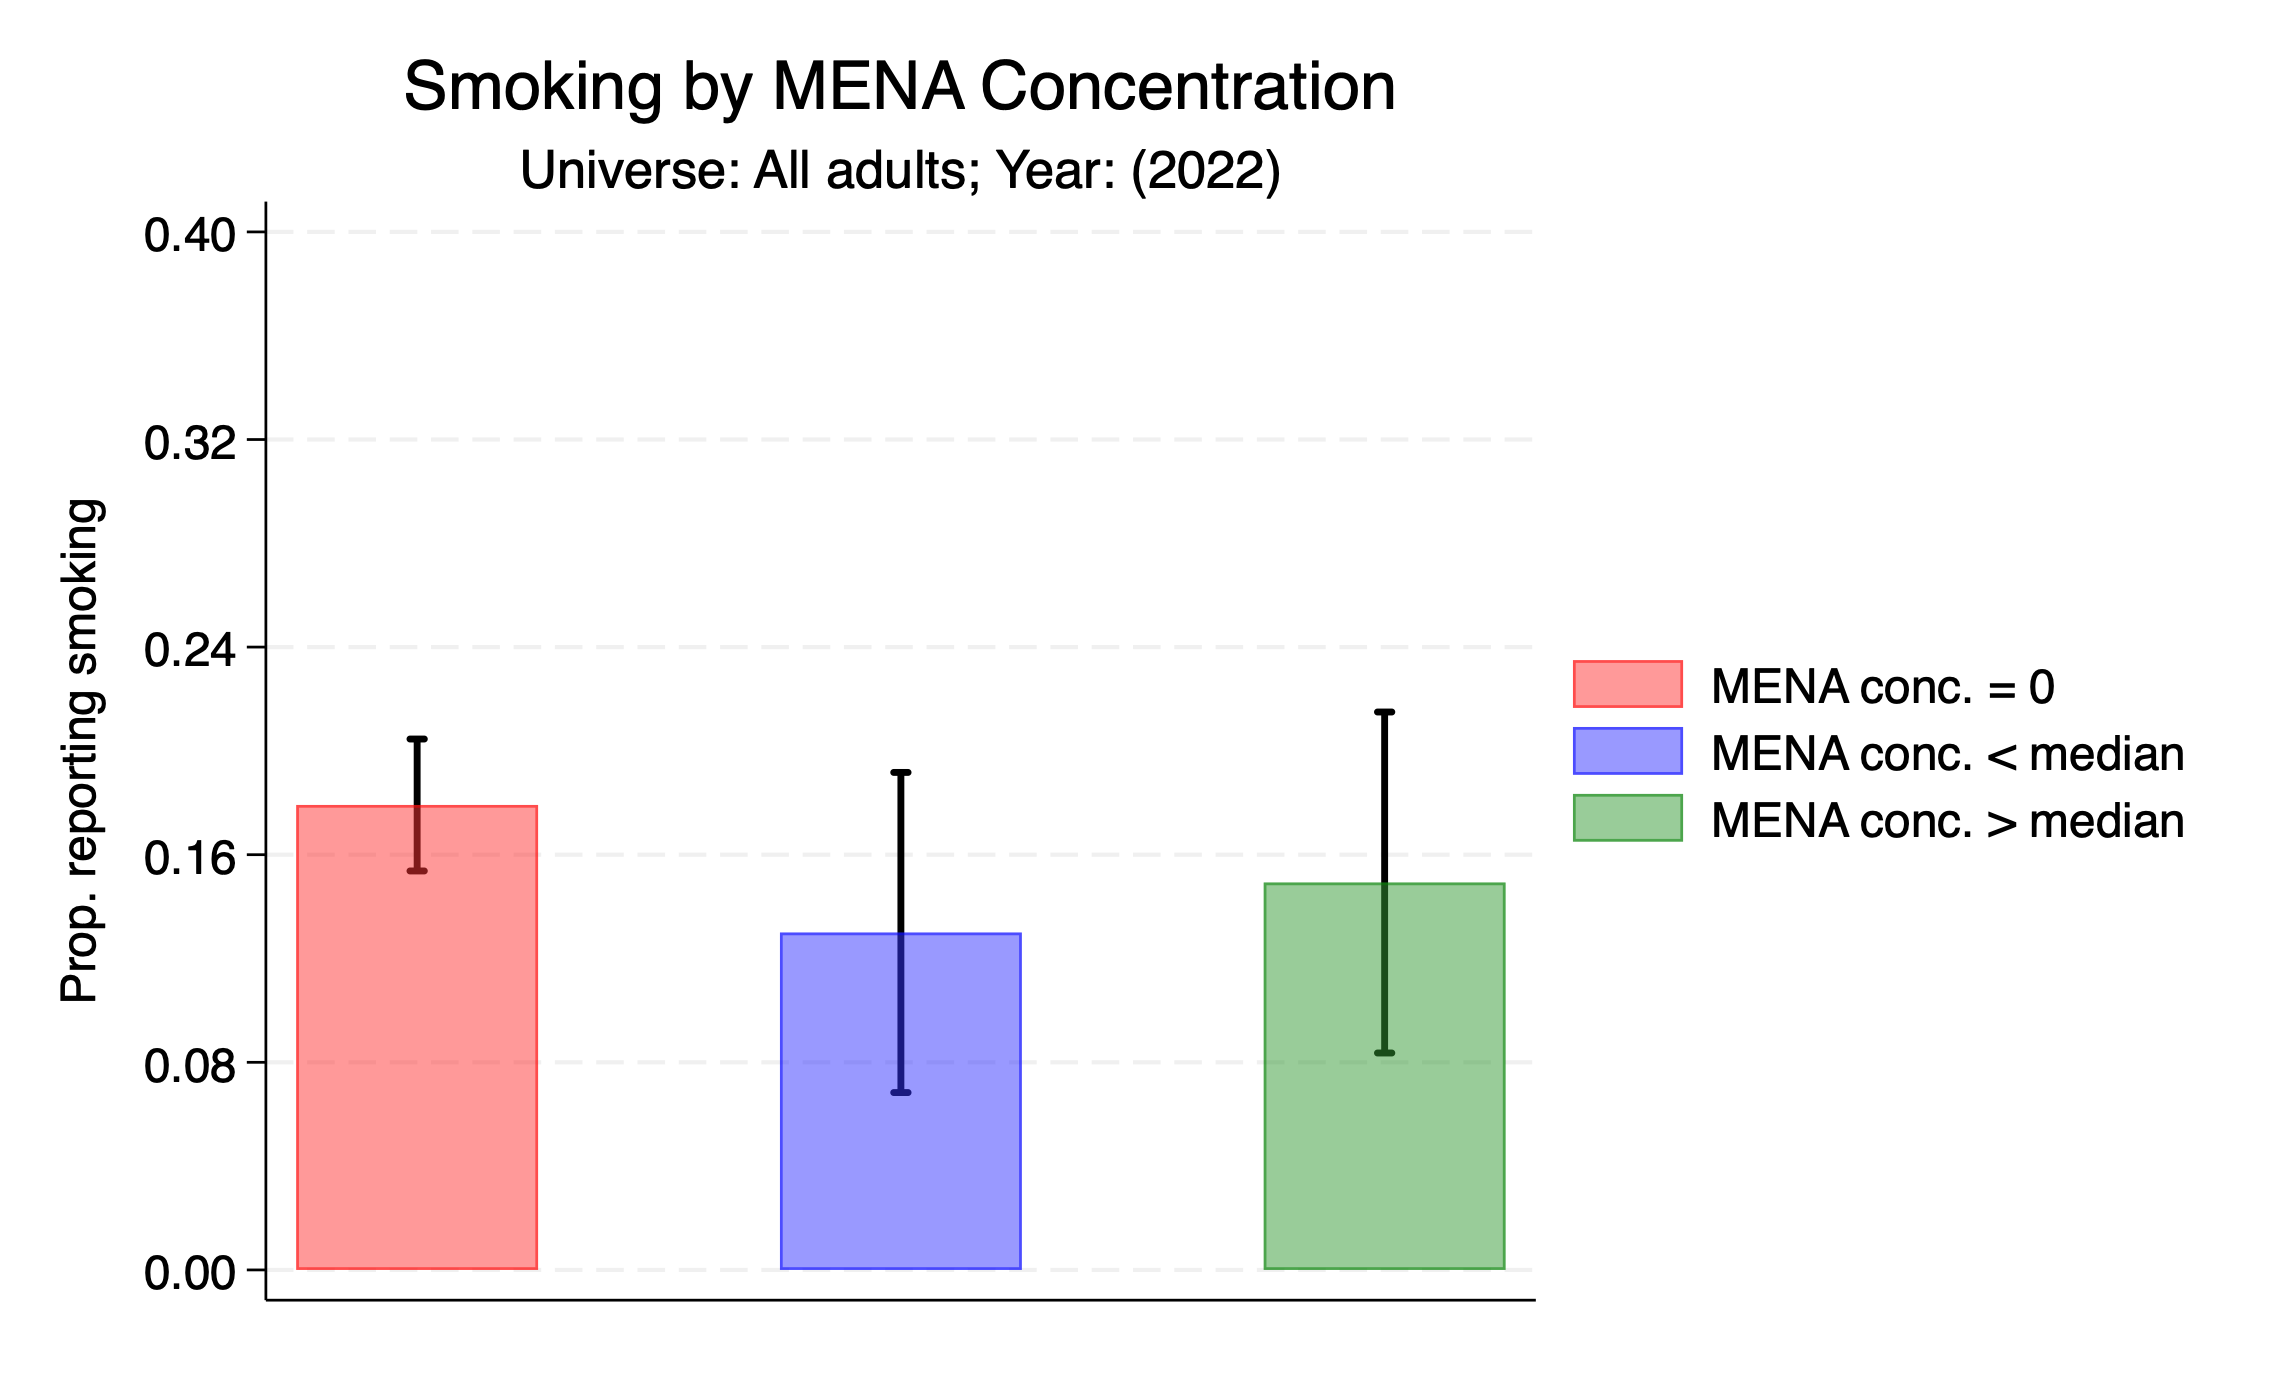 Smoking by MENA Concentration
Universe: All adults; Year: (2022)
Prop. reporting smoking
0.40
0.32
0.24
0.16
0.08
0.00
MENA conc. = 0
MENA conc. < median
MENA conc. > median